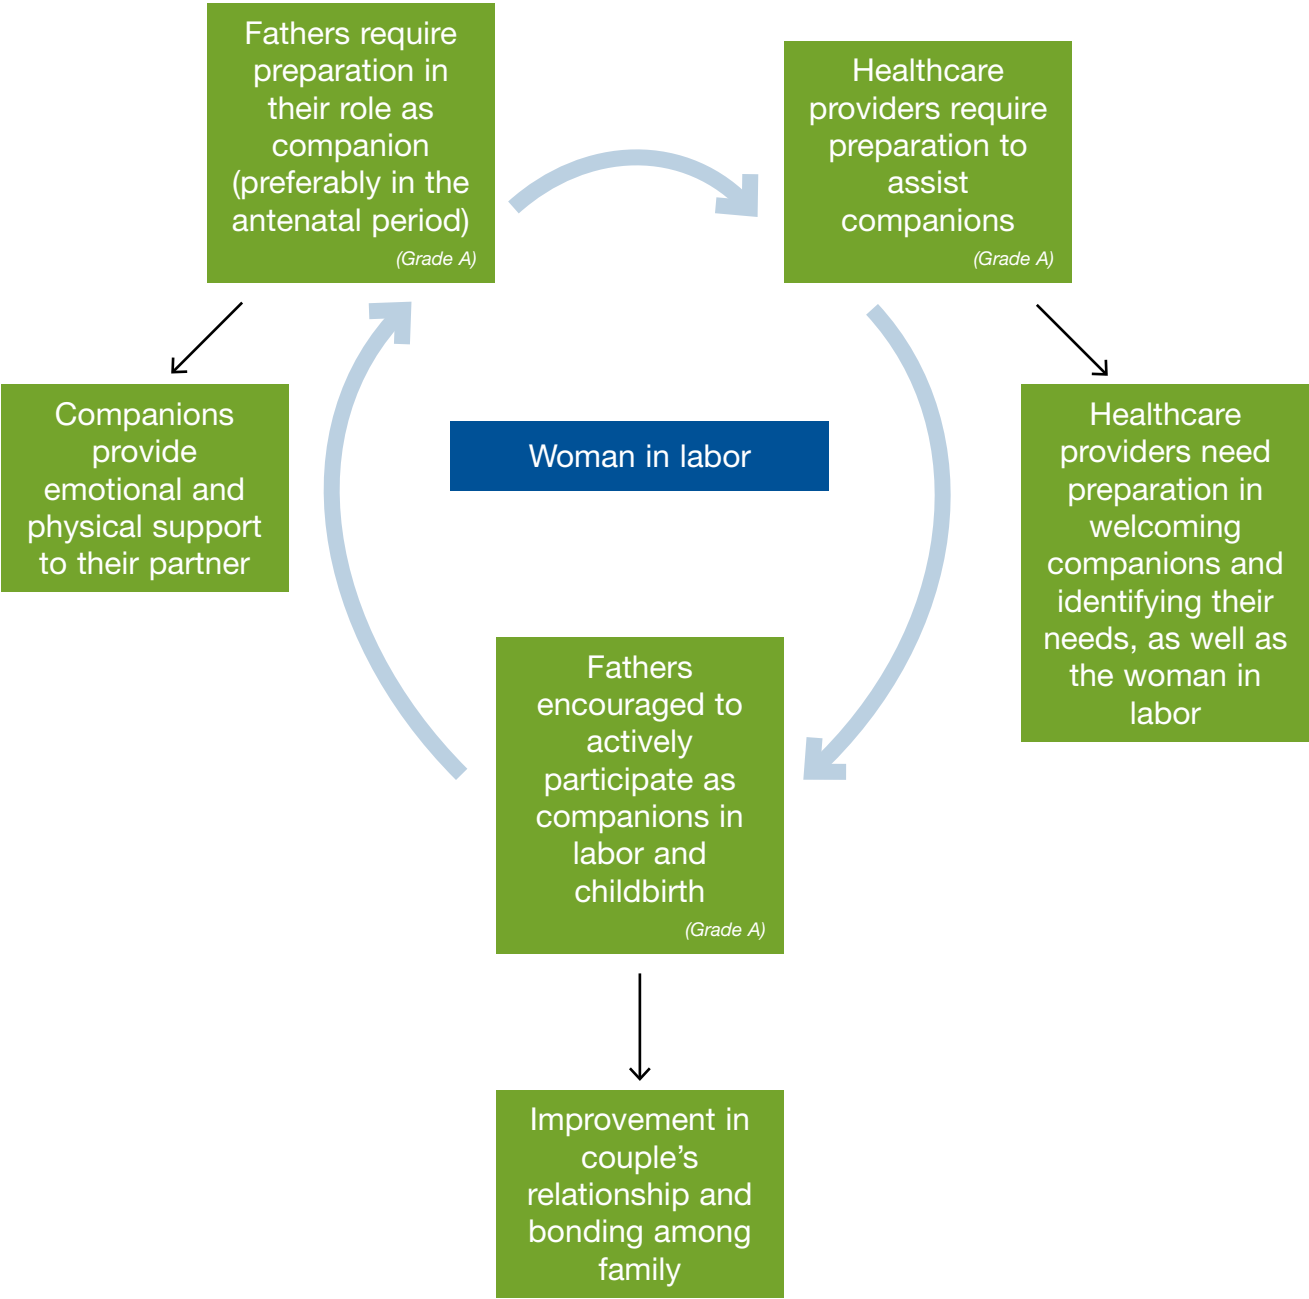 Fathers require
preparation in
their role as
companion
(preferably in the
antenatal period)
(Grade A)
Healthcare
providers require
preparation to
assist
companions
(Grade A)
Companions
provide
emotional and
physical support
to their partner
Woman in labor
Healthcare
providers need
preparation in
welcoming
companions and
identifying their
needs, as well as
the woman in
labor
Fathers
encouraged to
actively
participate as
companions in
labor and
childbirth
(Grade A)
Improvement in
couple’s
relationship and
bonding among
family